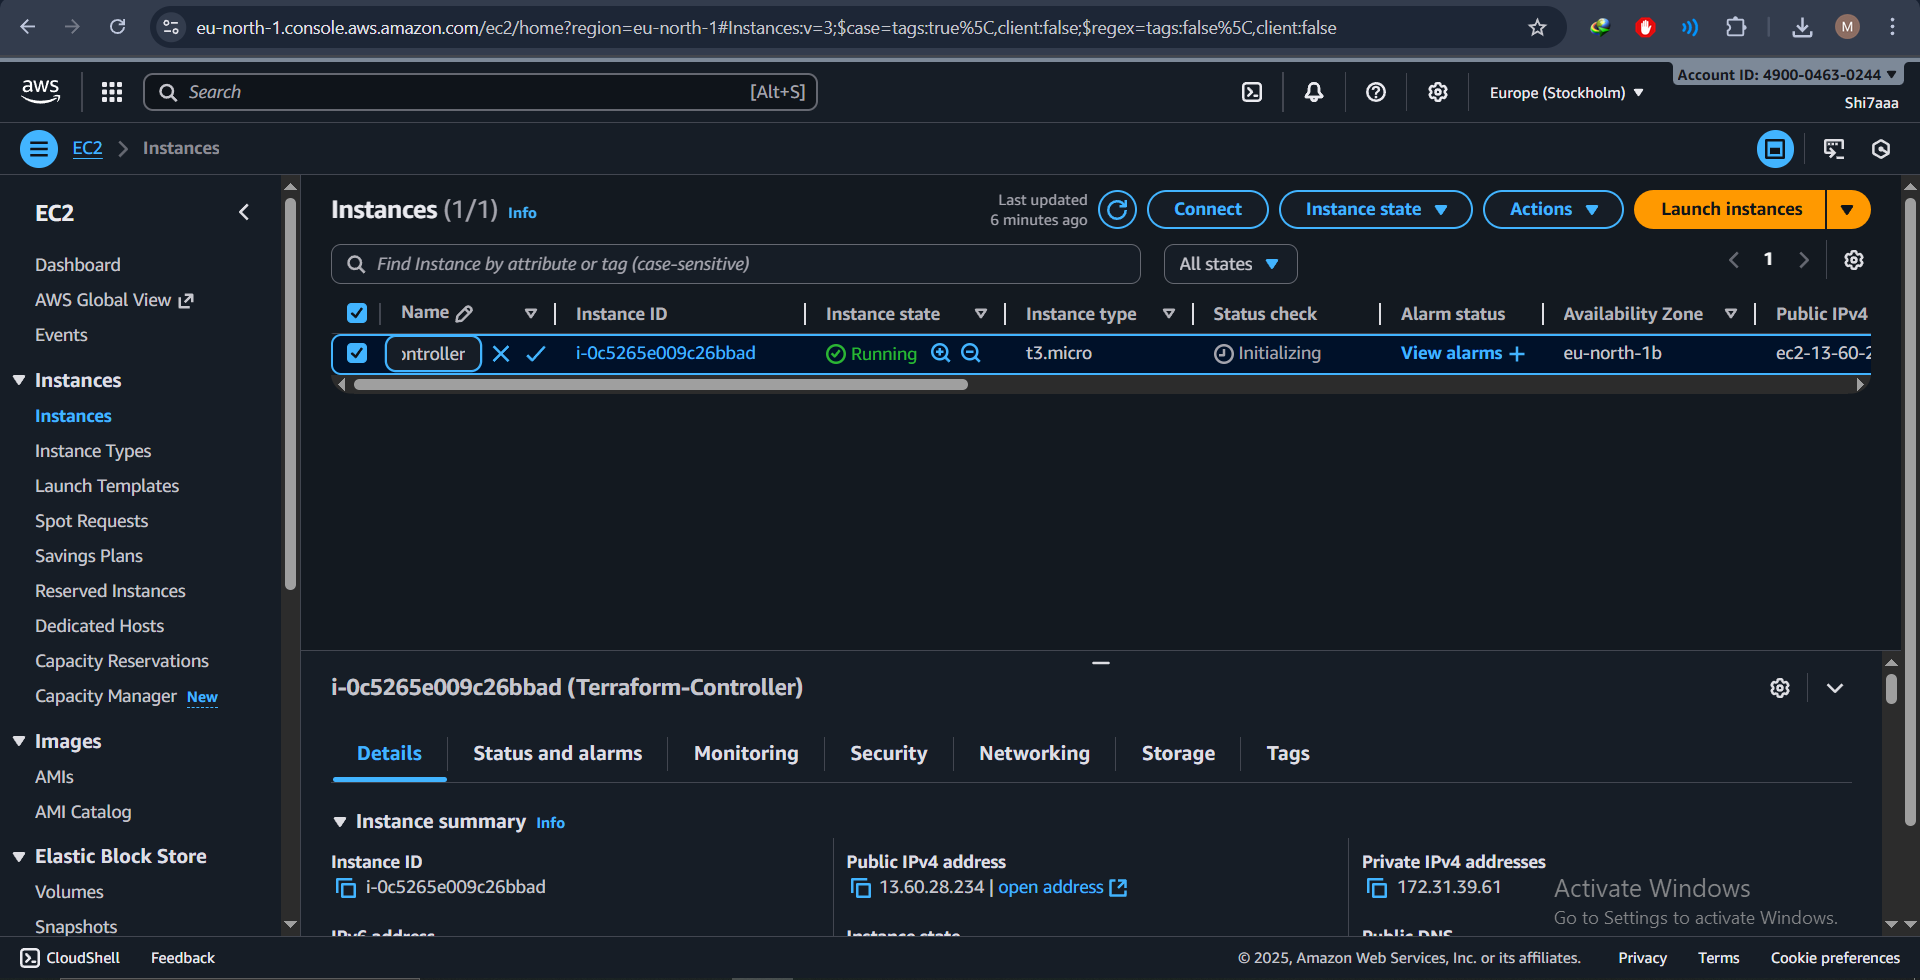 eu-north-1.console.aws.amazon.com/ec2/home?region=eu-north-1#Instances:v=3;$case=tags:true%5C,client:false;$regex=tags:false%5C,client:false
M
aws
Search
[Alt+S]
Europe (Stockholm)
Account ID: 4900-0463-0244
Shi7aaa
EC2
Instances
EC2
Dashboard
AWS Global View
Events
Instances
Instances
Instance Types
Launch Templates
Spot Requests
Savings Plans
Reserved Instances
Dedicated Hosts
Capacity Reservations
Capacity Manager New
Images
AMIs
AMI Catalog
Elastic Block Store
Volumes
Snapshots
Instances (1/1) Info
Last updated
6 minutes ago
Connect
Instance state
Actions
Launch instances
Find Instance by attribute or tag (case-sensitive)
All states
1
Name Instance ID Instance state Instance type Status check Alarm status Availability Zone Public IPv4
ontroller i-0c5265e009c26bbad Running t3.micro Initializing View alarms + eu-north-1b ec2-13-60-2
i-0c5265e009c26bbad (Terraform-Controller)
Details
Status and alarms
Monitoring
Security
Networking
Storage
Tags
Instance summary Info
Instance ID
i-0c5265e009c26bbad
Public IPv4 address
13.60.28.234 | open address
Private IPv4 addresses
172.31.39.61
IPv6 address
Instance state
Public DNS
Activate Windows
Go to Settings to activate Windows.
CloudShell
Feedback
© 2025, Amazon Web Services, Inc. or its affiliates.
Privacy
Terms
Cookie preferences